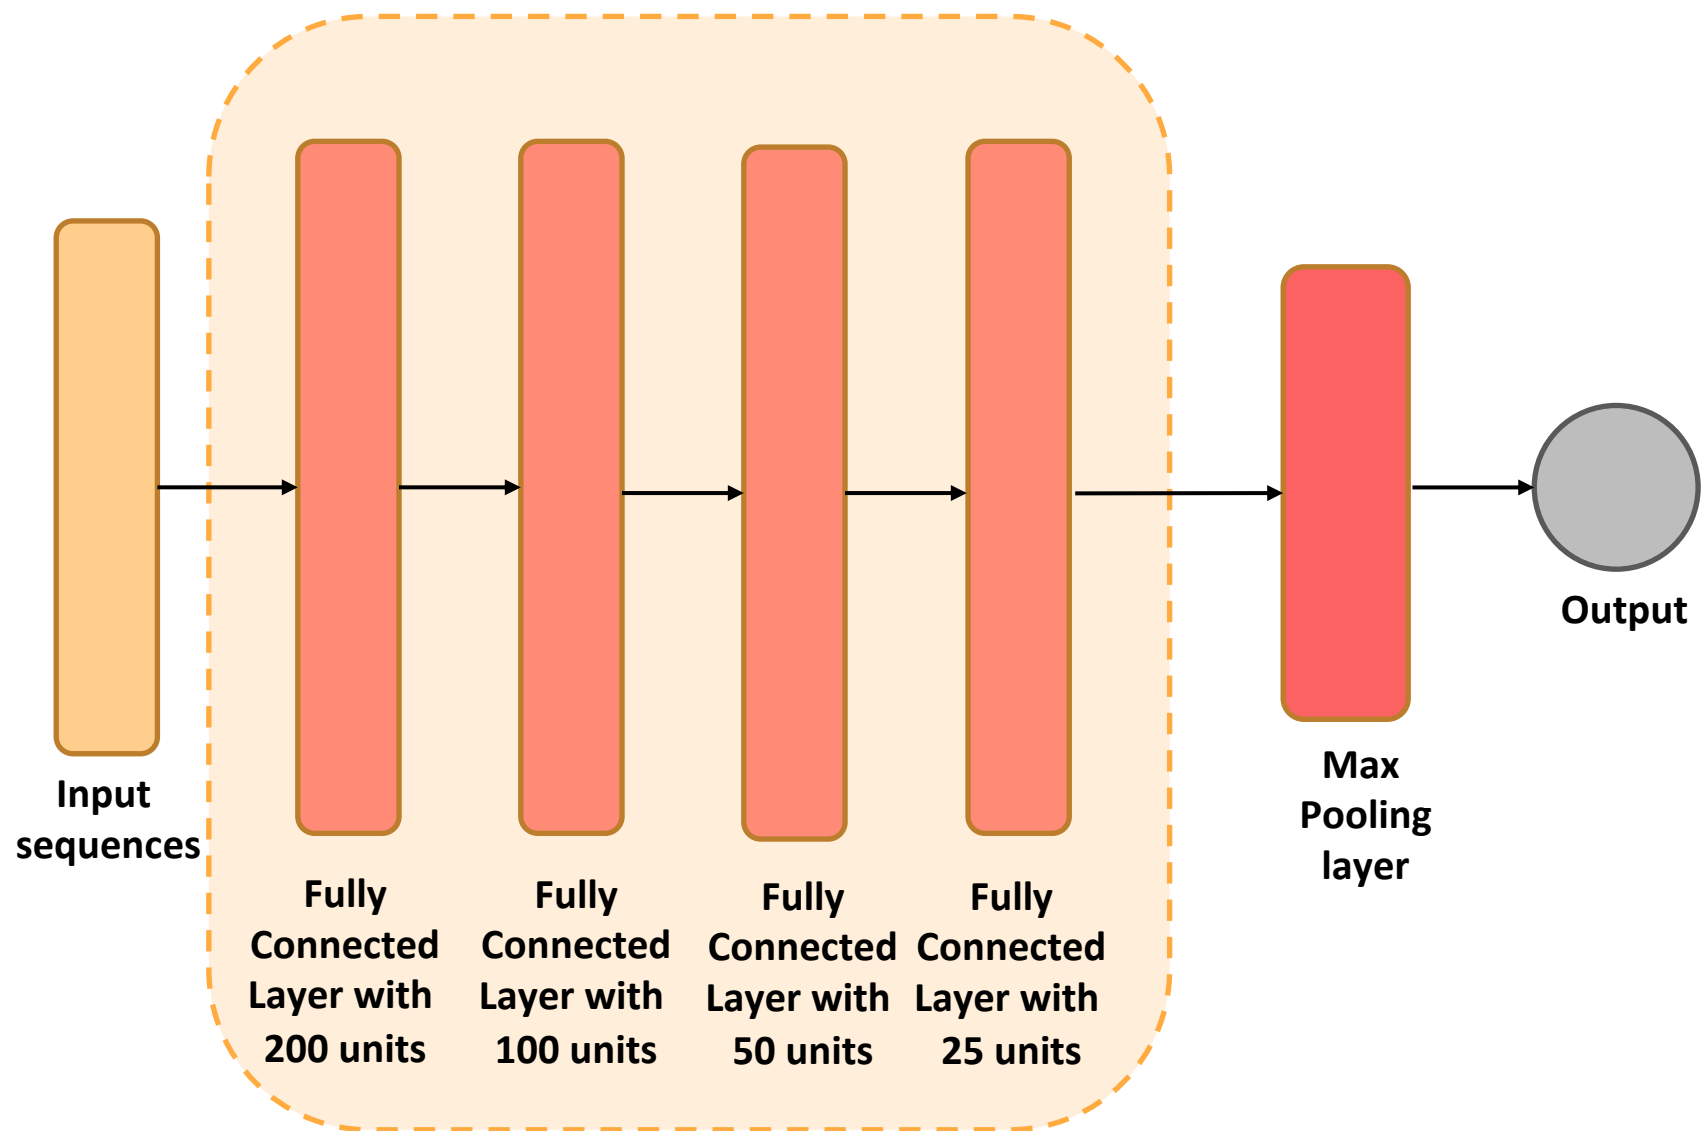 Input
sequences
Fully
Connected
Layer with
200 units
Fully
Connected
Layer with
100 units
Fully
Connected
Layer with
50 units
Fully
Connected
Layer with
25 units
Max
Pooling
layer
Output